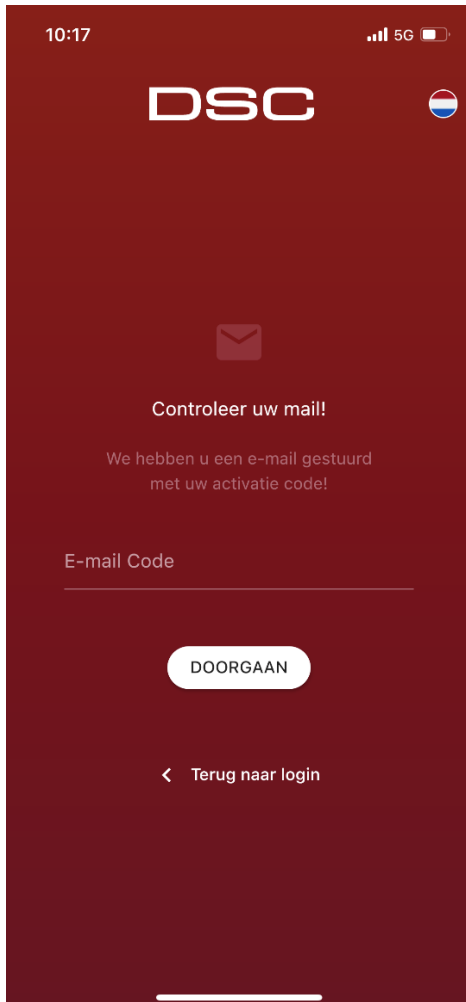 10:17
5G
DSC
Controleer uw mail!
We hebben u een e-mail gestuurd
met uw activatie code!
E-mail Code
DOORGAAN
Terug naar login